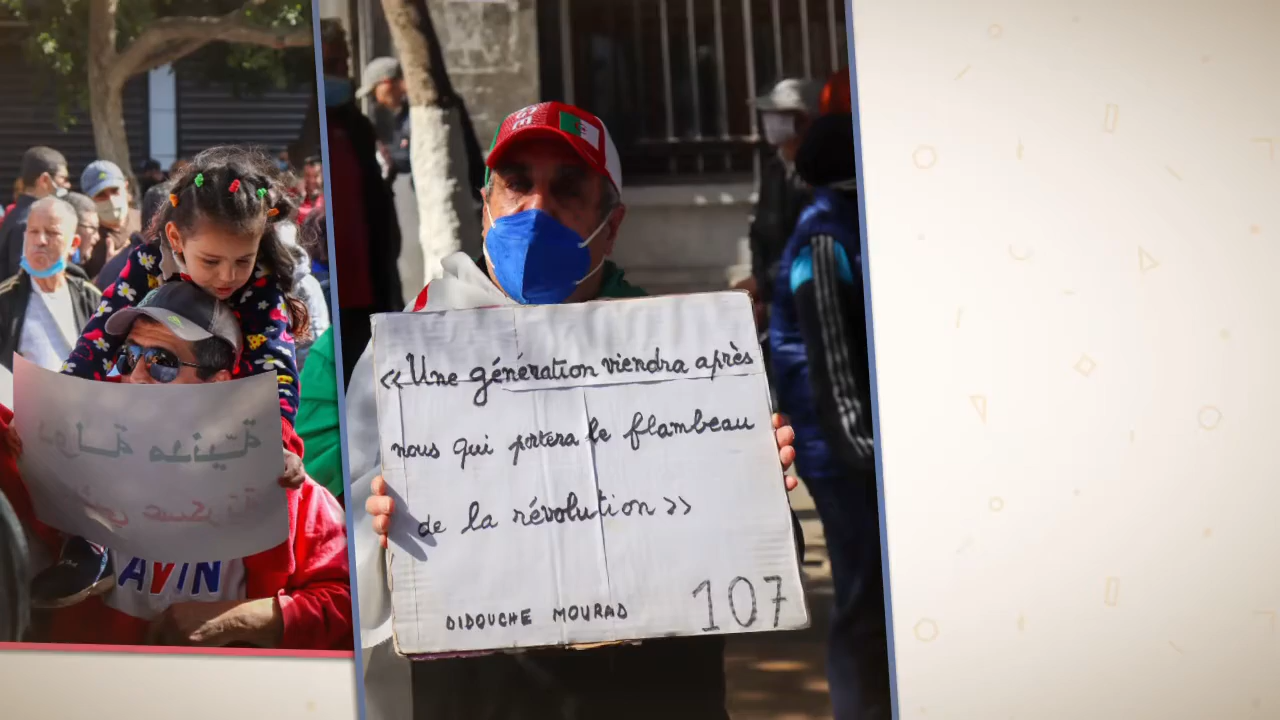 AVIN
« Une génération viendra après
nous qui portera le flambeau
de la révolution »
DIDOUCHE MOURAD 107